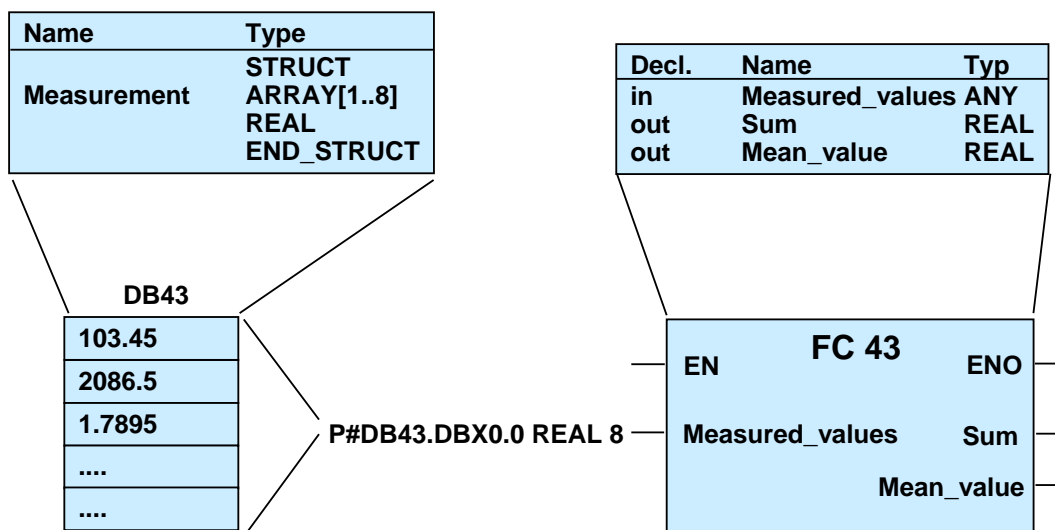 Name Type
STRUCT
Measurement ARRAY[1..8]
REAL
END_STRUCT
Decl. Name Typ
in Measured_values ANY
out Sum REAL
out Mean_value REAL
DB43
103.45
2086.5
1.7895
....
....
P#DB43.DBX0.0 REAL 8
FC 43
EN ENO
Measured_values Sum
Mean_value